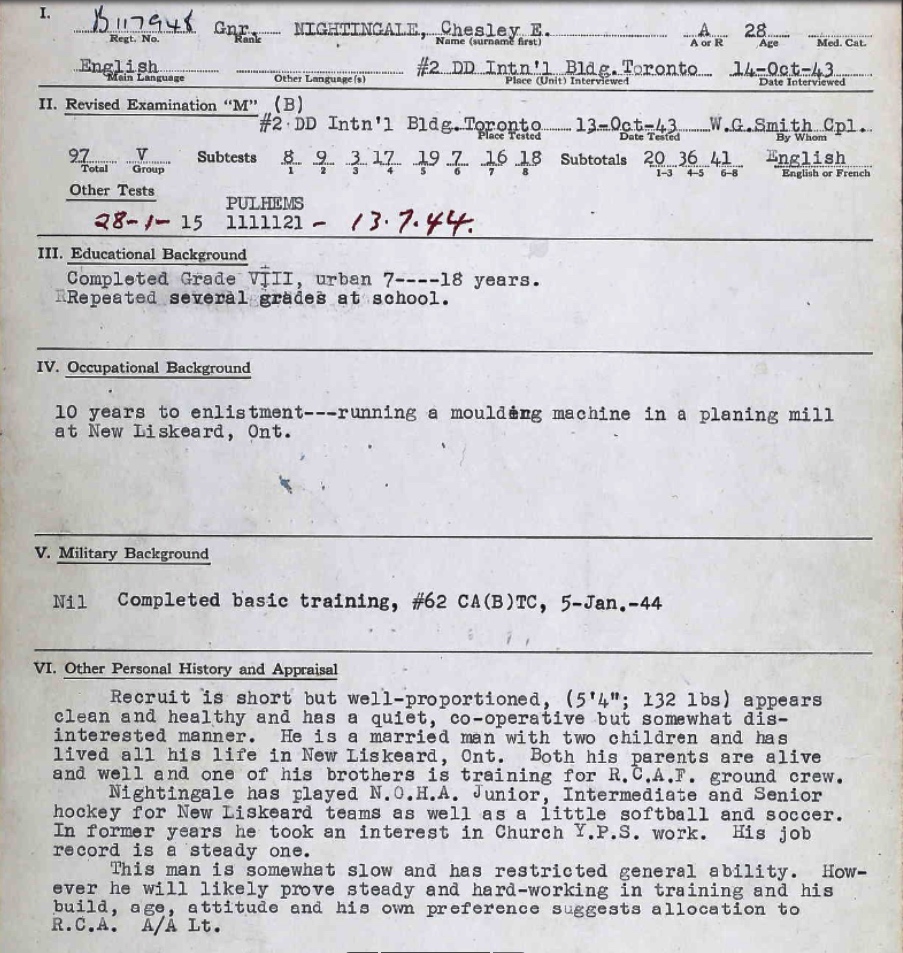 I. B117948 Gnr. NIGHTINGALE, Chesley E. A 28
Regt. No. Rank Name (surname first) A or R Age Med. Cat.
English #2 DD Intn'l Bldg. Toronto 14-Oct-43
Main Language Other Language(s) Place (Unit) Interviewed Date Interviewed
II. Revised Examination "M" (B)
#2 DD Intn'l Bldg. Toronto 13-Oct-43 W.G.Smith Cpl.
Place Tested Date Tested By Whom
97 V Subtests 8 9 3 17 19 7 16 18 Subtotals 20 36 41 English
Total Group 1 2 3 4 5 6 7 8 1-3 4-5 6-8 English or French
Other Tests
PULHEMS
28-1- 15 1111121 - 13.7.44.
III. Educational Background
Completed Grade VIII, urban 7----18 years.
Repeated several grades at school.
IV. Occupational Background
10 years to enlistment---running a moulding machine in a planing mill
at New Liskeard, Ont.
V. Military Background
Nil Completed basic training, #62 CA(B)TC, 5-Jan.-44
VI. Other Personal History and Appraisal
Recruit is short but well-proportioned, (5'4"; 132 lbs) appears
clean and healthy and has a quiet, co-operative but somewhat dis-
interested manner. He is a married man with two children and has
lived all his life in New Liskeard, Ont. Both his parents are alive
and well and one of his brothers is training for R.C.A.F. ground crew.
Nightingale has played N.O.H.A. Junior, Intermediate and Senior
hockey for New Liskeard teams as well as a little softball and soccer.
In former years he took an interest in Church Y.P.S. work. His job
record is a steady one.
This man is somewhat slow and has restricted general ability. How-
ever he will likely prove steady and hard-working in training and his
build, age, attitude and his own preference suggests allocation to
R.C.A. A/A Lt.